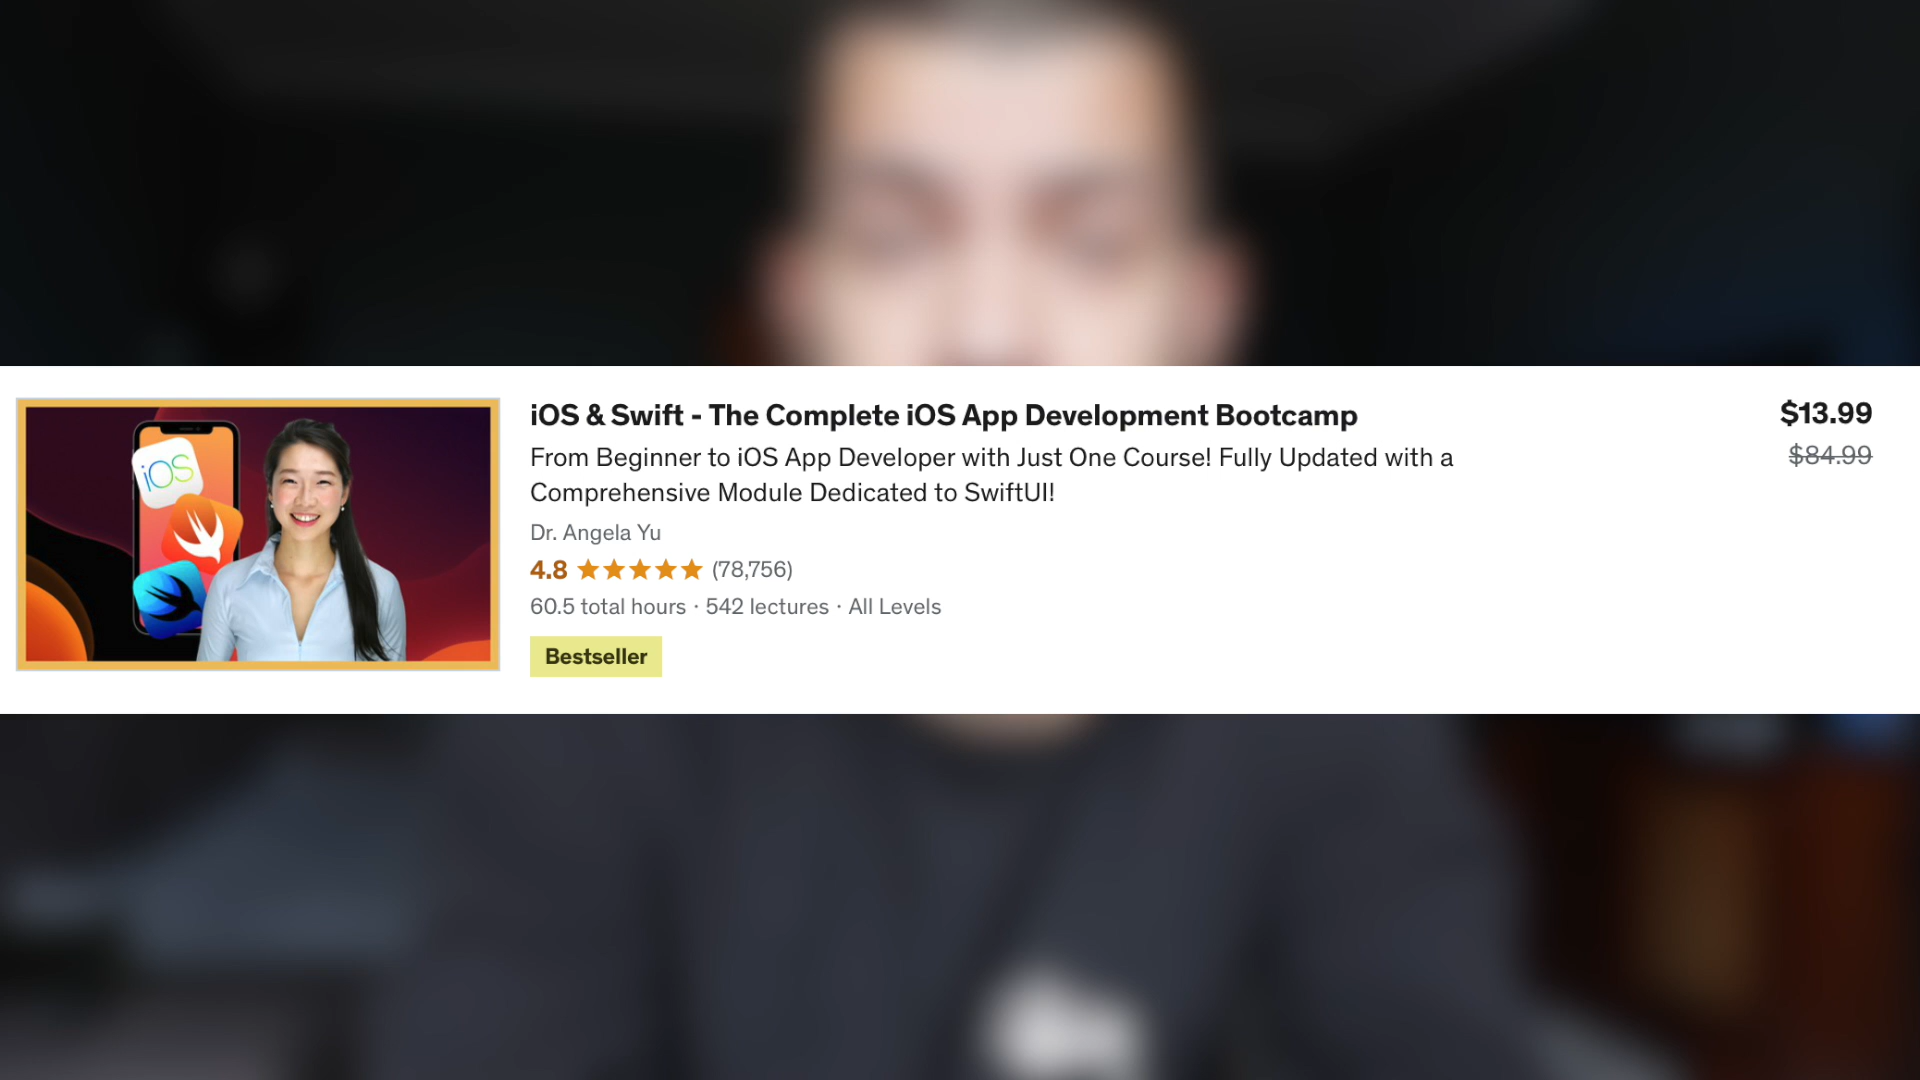 iOS
iOS & Swift - The Complete iOS App Development Bootcamp
$13.99
From Beginner to iOS App Developer with Just One Course! Fully Updated with a
$84.99
Comprehensive Module Dedicated to SwiftUI!
Dr. Angela Yu
4.8 (78,756)
60.5 total hours · 542 lectures · All Levels
Bestseller